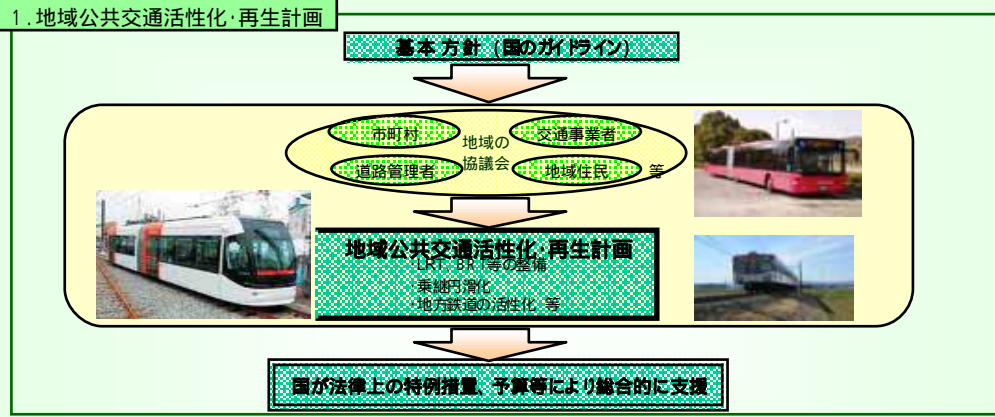 1.地域公共交通活性化･再生計画
基本方針 (国のガイドライン)
市町村
交通事業者
地域の
協議会
道路管理者
地域住民
等
地域公共交通活性化･再生計画
LRT BRT等の整備
乗継円滑化
地方鉄道の活性化 等
国が法律上の特例措置、予算等により総合的に支援